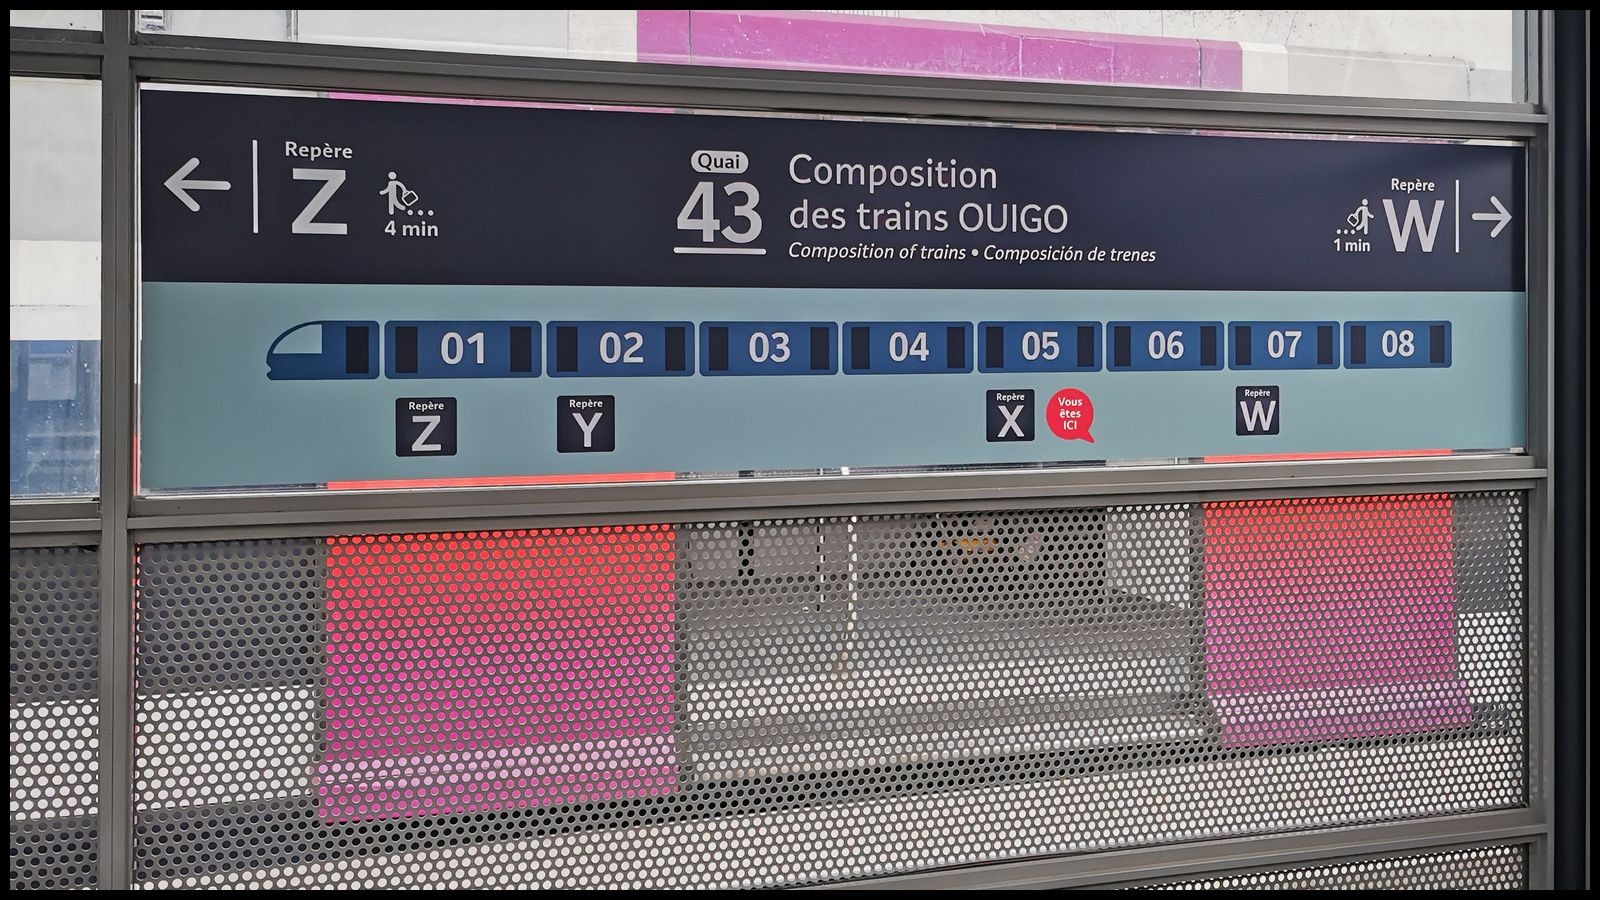 Repère
Z
4 min
Quai
43
Composition
des trains OUIGO
Composition of trains • Composición de trenes
Repère
W
1 min
01 02 03 04 05 06 07 08
Repère
Z
Repère
Y
Repère
X
Vous
êtes
ICI
Repère
W